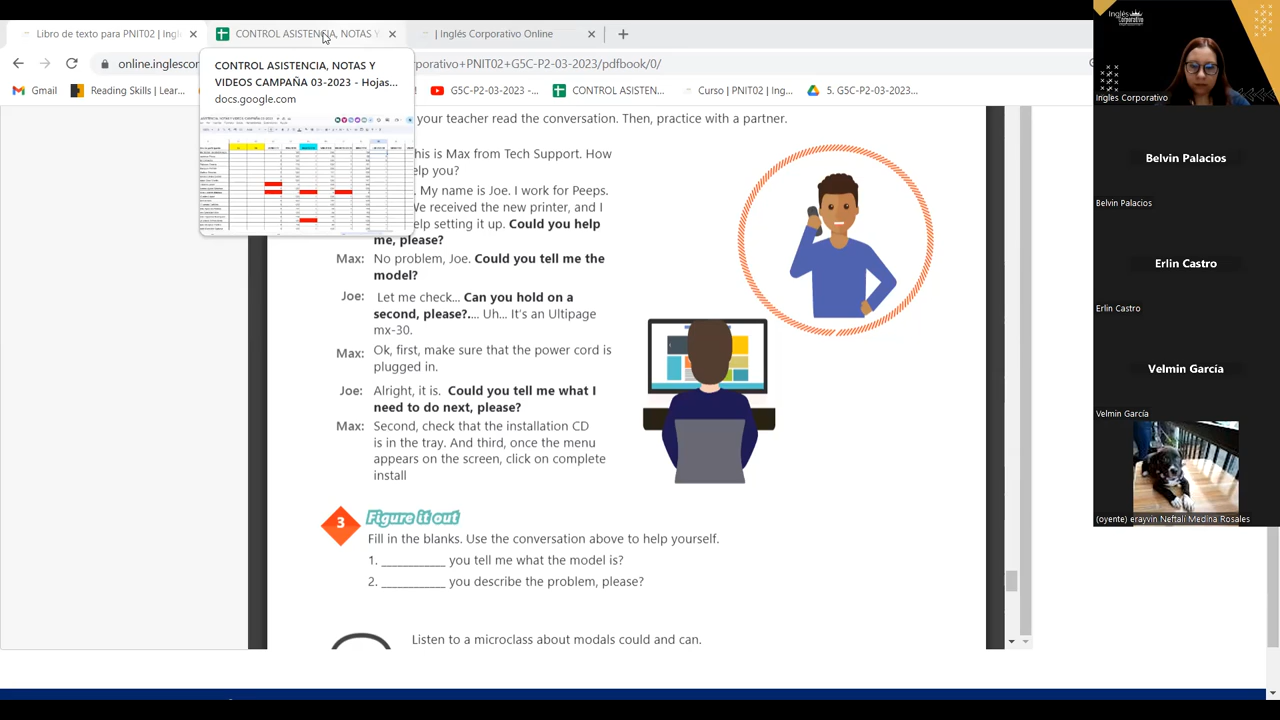 Libro de texto para PNIT02 | Ingl
CONTROL ASISTENCIA, NOTAS Y
| Inglés Corporativo Online
online.inglescor
rporativo+PNIT02+G5C-P2-03-2023/pdfbook/0/
CONTROL ASISTENCIA, NOTAS Y
VIDEOS CAMPAÑA 03-2023 - Hojas...
docs.google.com
Gmail
Reading Skills | Lear...
G5C-P2-03-2023 -...
CONTROL ASISTEN...
Curso | PNIT02 | Ing...
5. G5C-P2-03-2023...
your teacher read the conversation. Then, practice with a partner.
his is Maxicom Tech Support. How
elp you?
. My name is Joe. I work for Peeps.
We received the new printer, and I
help setting it up. Could you help
me, please?
Max: No problem, Joe. Could you tell me the
model?
Joe: Let me check... Can you hold on a
second, please?.... Uh... It's an Ultipage
mx-30.
Max: Ok, first, make sure that the power cord is
plugged in.
Joe: Alright, it is. Could you tell me what I
need to do next, please?
Max: Second, check that the installation CD
is in the tray. And third, once the menu
appears on the screen, click on complete
install
3 Figure it out
Fill in the blanks. Use the conversation above to help yourself.
1. ____________ you tell me what the model is?
2. ____________ you describe the problem, please?
Listen to a microclass about modals could and can.
Inglés
Corporativo
Ingles Corporativo
Belvin Palacios
Belvin Palacios
Erlin Castro
Erlin Castro
Velmin García
Velmin García
(oyente) erayvin Neftali Medina Rosales